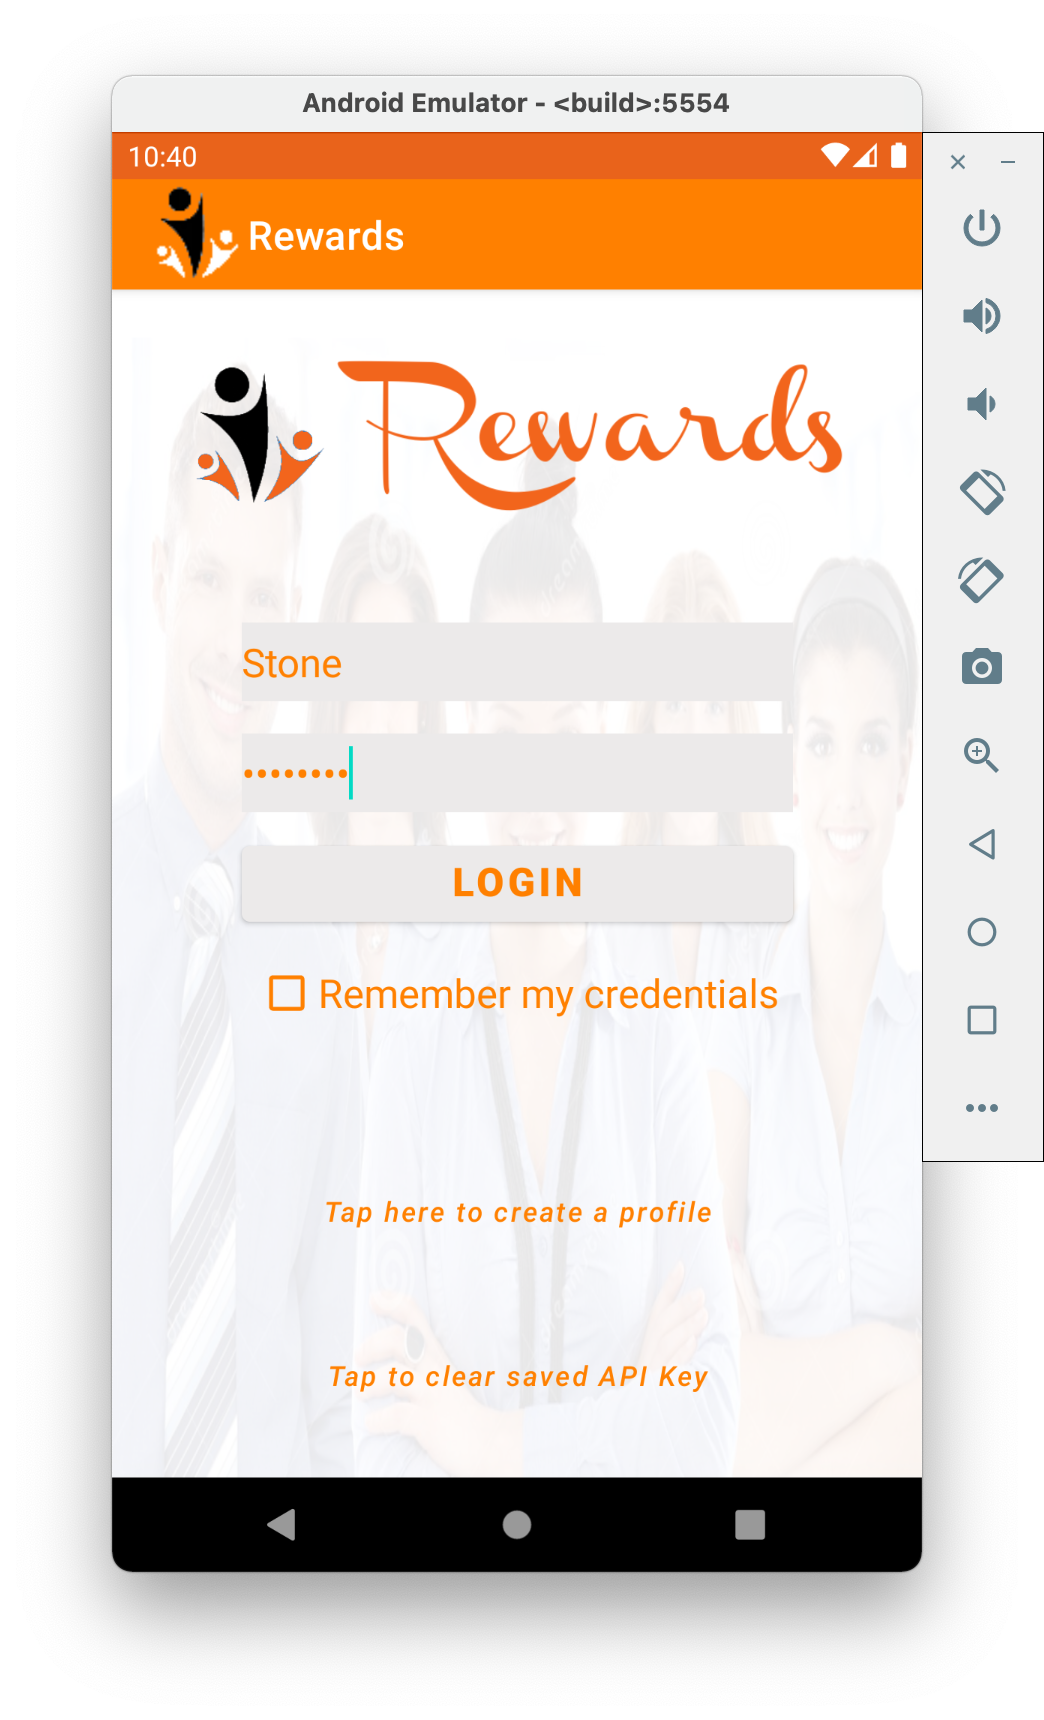 Android Emulator - <build>:5554
10:40
Rewards
Rewards
Stone
••••••••
LOGIN
Remember my credentials
Tap here to create a profile
Tap to clear saved API Key